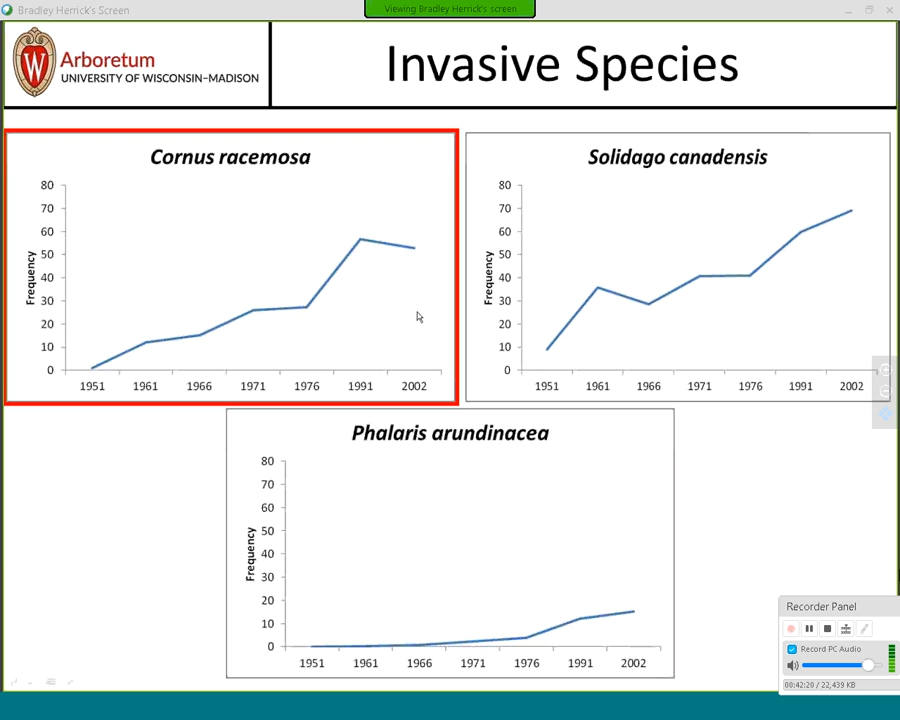 Bradley Herrick's Screen
Viewing Bradley Herrick's screen
W
Arboretum
UNIVERSITY OF WISCONSIN–MADISON
Invasive Species
Cornus racemosa
80
70
60
50
40
30
20
10
0
Frequency
1951 1961 1966 1971 1976 1991 2002
Solidago canadensis
80
70
60
50
40
30
20
10
0
Frequency
1951 1961 1966 1971 1976 1991 2002
Phalaris arundinacea
80
70
60
50
40
30
20
10
0
Frequency
1951 1961 1966 1971 1976 1991 2002
Recorder Panel
Record PC Audio
00:42:20 / 22,439 KB